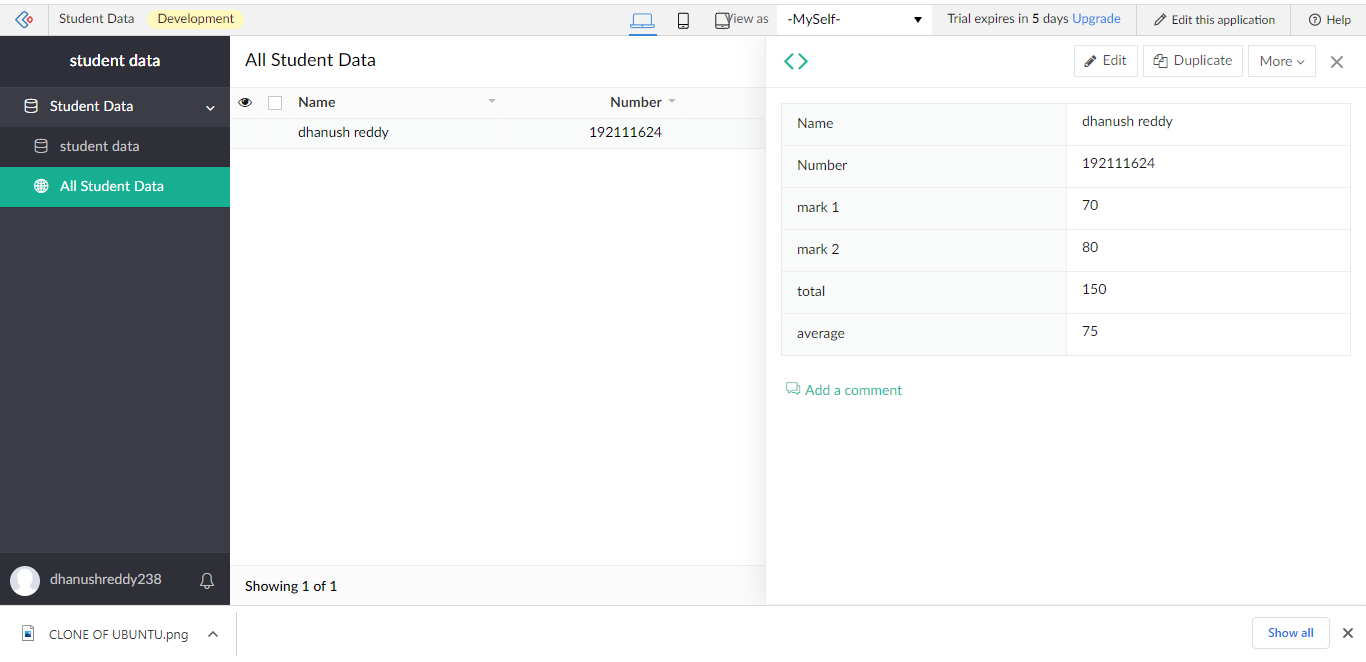 Student Data Development View as -MySelf- Trial expires in 5 days Upgrade Edit this application Help
student data
Student Data
student data
All Student Data
dhanushreddy238
All Student Data
Name Number
dhanush reddy 192111624
Showing 1 of 1
Edit Duplicate More
Name dhanush reddy
Number 192111624
mark 1 70
mark 2 80
total 150
average 75
Add a comment
CLONE OF UBUNTU.png Show all